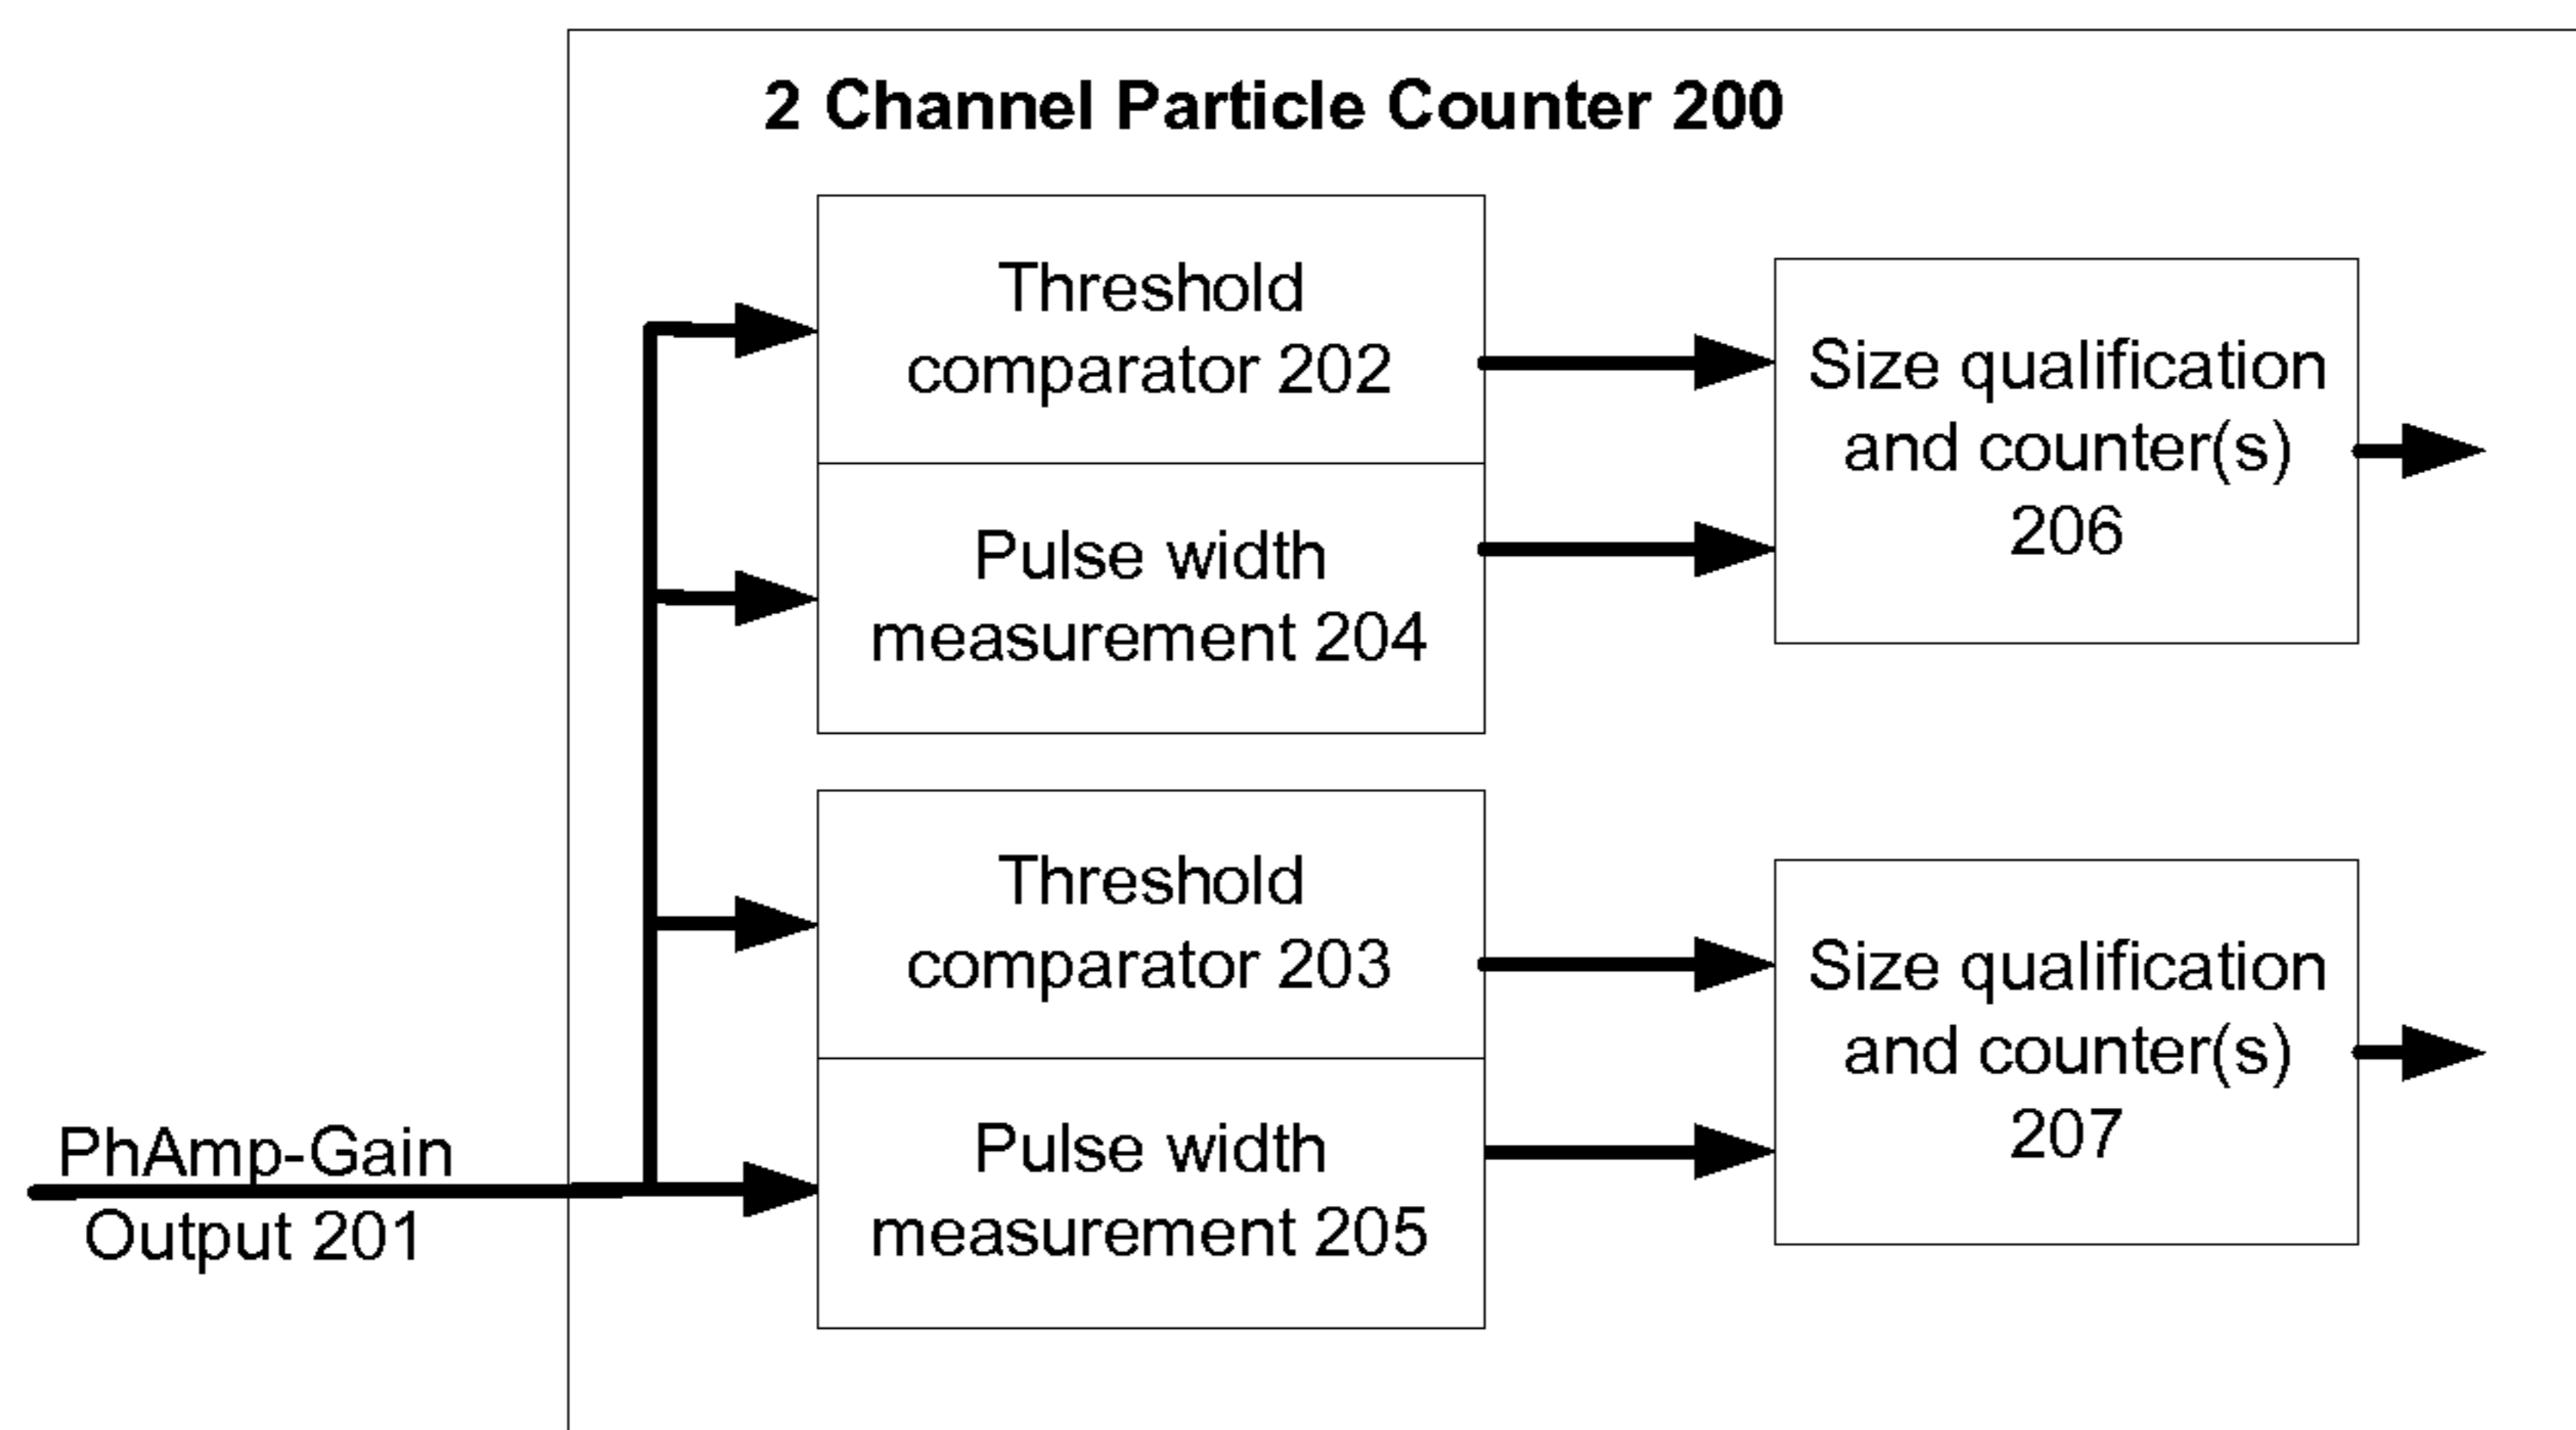 2 Channel Particle Counter 200
Threshold
comparator 202
Pulse width
measurement 204
Size qualification
and counter(s)
206
Threshold
comparator 203
Pulse width
measurement 205
Size qualification
and counter(s)
207
PhAmp-Gain
Output 201